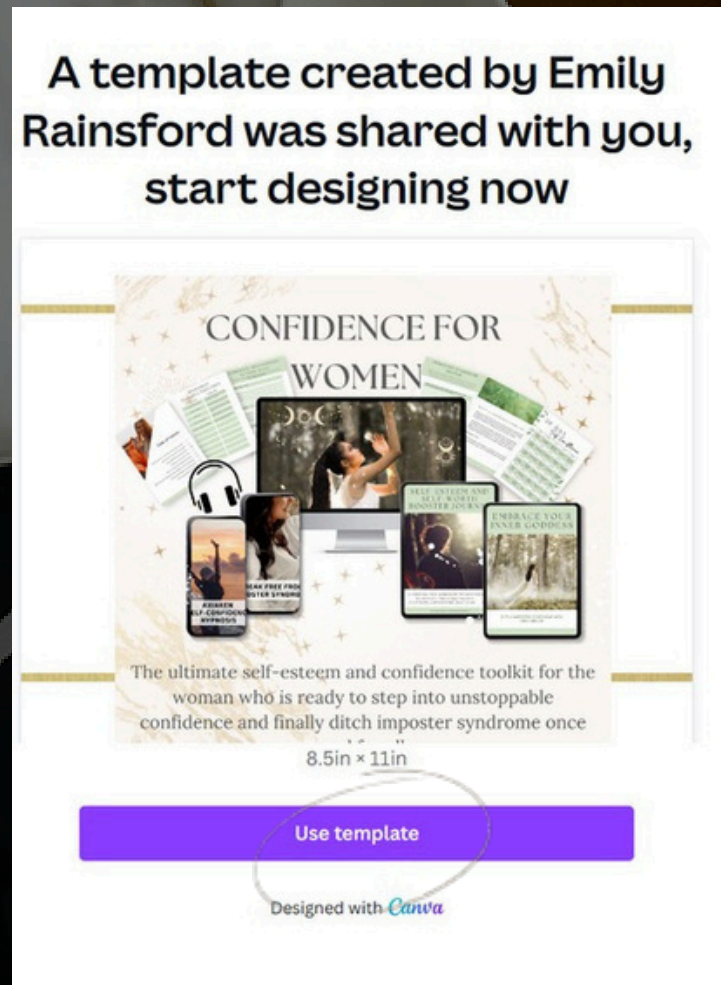 A template created by Emily
Rainsford was shared with you,
start designing now
CONFIDENCE FOR
WOMEN
SELF-ESTEEM AND
SELF-WORTH
BOOSTER JOURNAL
EMBRACE YOUR
INNER GODDESS
AWAKEN
SELF-CONFIDENCE
HYPNOSIS
The ultimate self-esteem and confidence toolkit for the
woman who is ready to step into unstoppable
confidence and finally ditch imposter syndrome once
8.5in × 11in
Use template
Designed with Canva